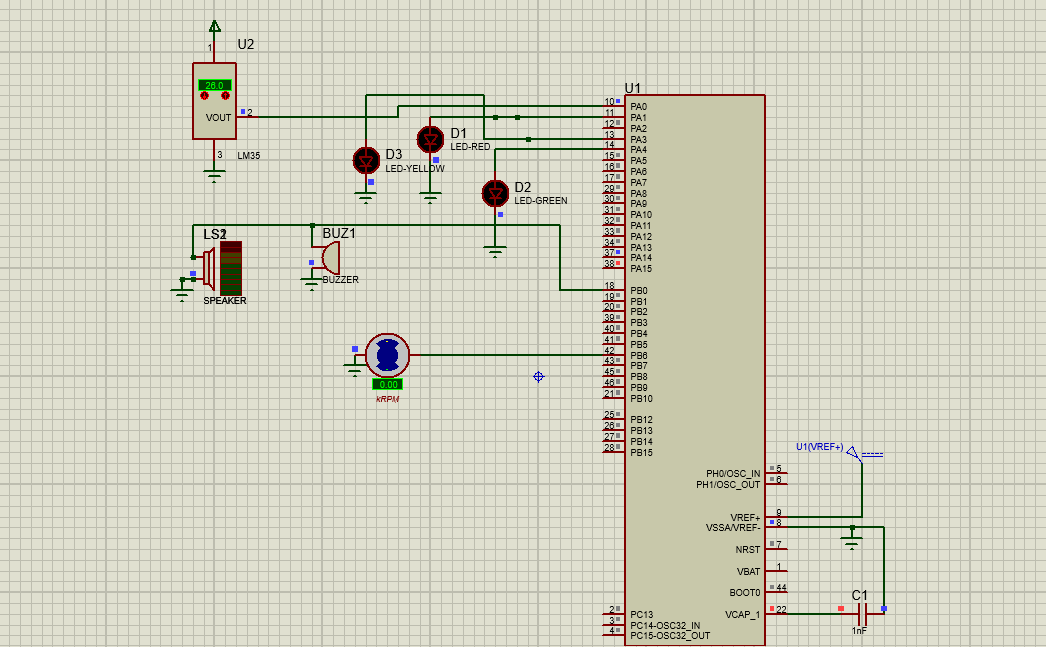 1
U2
26.0
VOUT
2
3
LM35
D3
LED-YELLOW
D1
LED-RED
D2
LED-GREEN
SPEAKER
BUZ1
BUZZER
0.00
kRPM
U1
10 PA0
11 PA1
12 PA2
13 PA3
14 PA4
15 PA5
16 PA6
17 PA7
29 PA8
30 PA9
31 PA10
32 PA11
33 PA12
34 PA13
37 PA14
38 PA15
18 PB0
19 PB1
20 PB2
39 PB3
40 PB4
41 PB5
42 PB6
43 PB7
45 PB8
46 PB9
21 PB10
25 PB12
26 PB13
27 PB14
28 PB15
2 PC13
3 PC14-OSC32_IN
4 PC15-OSC32_OUT
PH0/OSC_IN 5
PH1/OSC_OUT 6
VREF+ 9
VSSA/VREF- 8
NRST 7
VBAT 1
BOOT0 44
VCAP_1 22
U1(VREF+)
C1
1nF